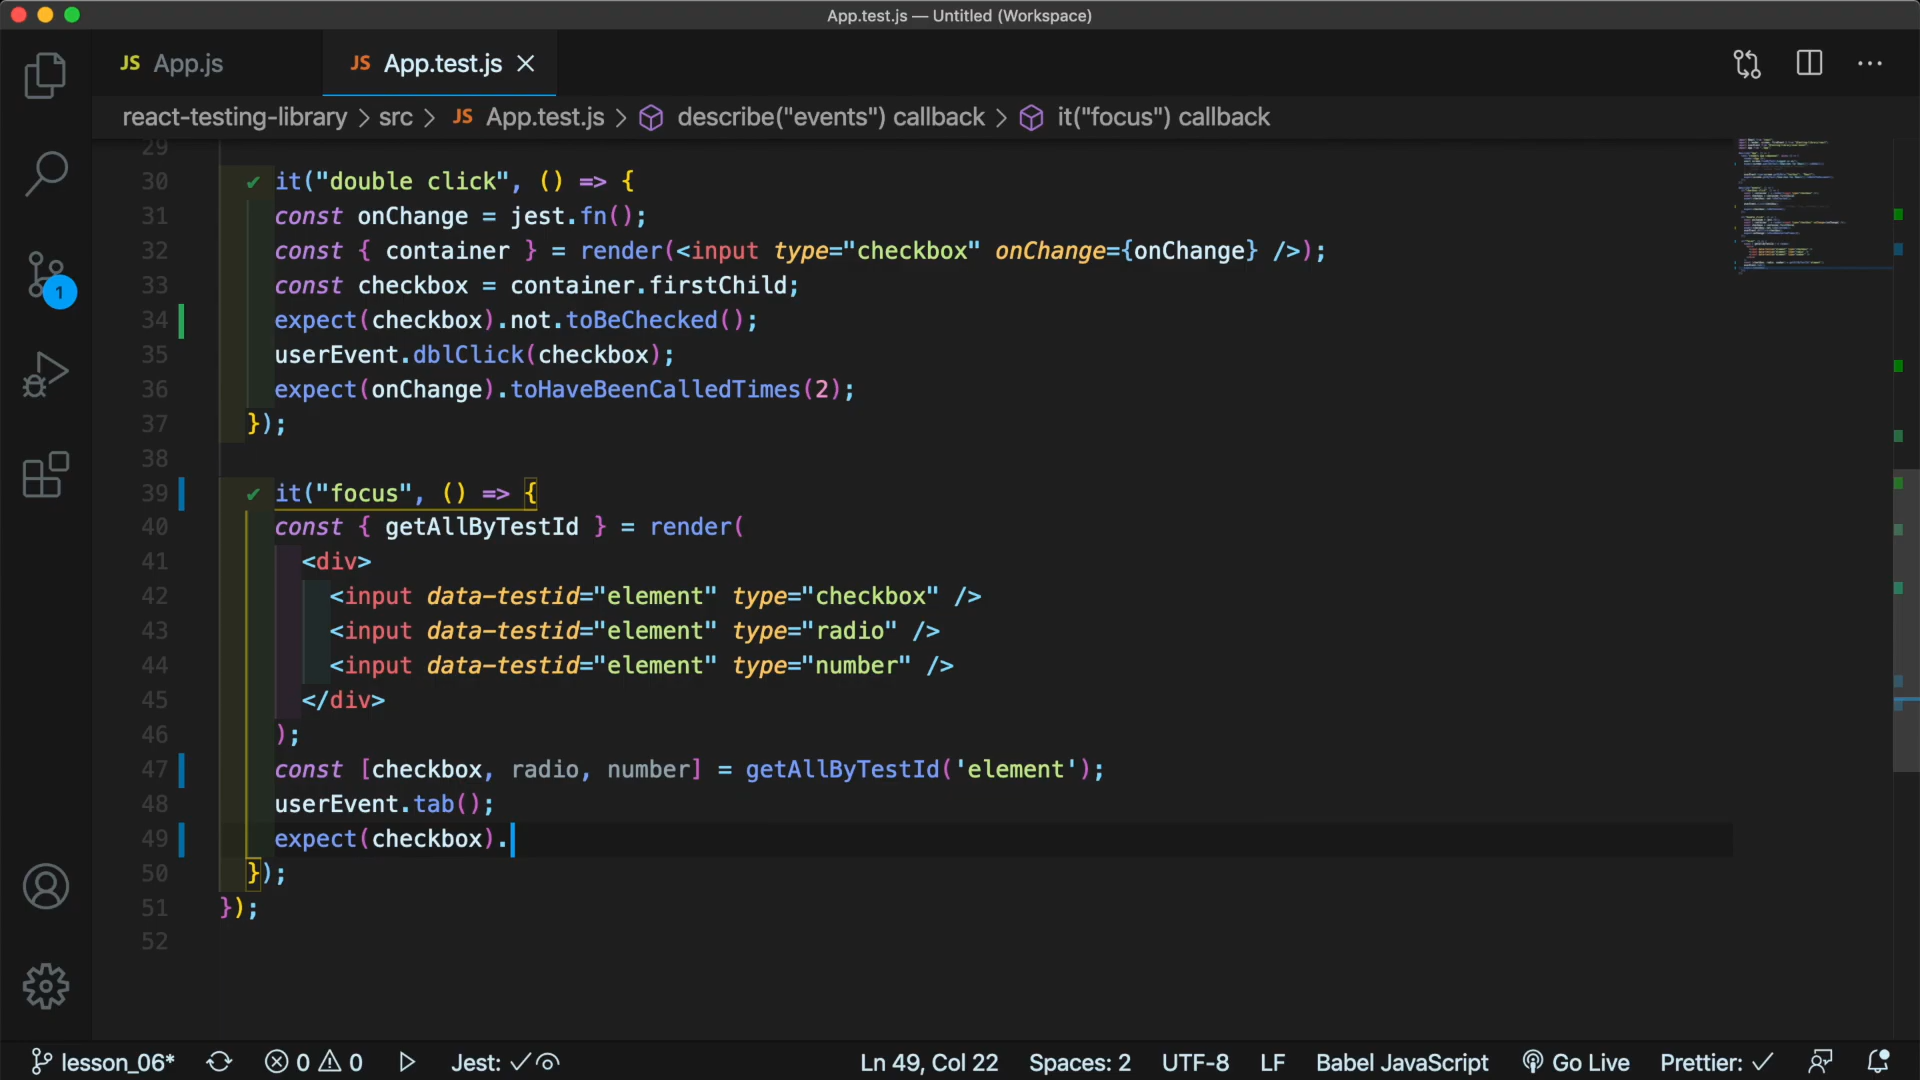 App.test.js — Untitled (Workspace)
JS App.js
JS App.test.js
react-testing-library > src > JS App.test.js > describe("events") callback > it("focus") callback
29
30 it("double click", () => {
31 const onChange = jest.fn();
32 const { container } = render(<input type="checkbox" onChange={onChange} />);
33 const checkbox = container.firstChild;
34 expect(checkbox).not.toBeChecked();
35 userEvent.dblClick(checkbox);
36 expect(onChange).toHaveBeenCalledTimes(2);
37 });
38
39 it("focus", () => {
40 const { getAllByTestId } = render(
41 <div>
42 <input data-testid="element" type="checkbox" />
43 <input data-testid="element" type="radio" />
44 <input data-testid="element" type="number" />
45 </div>
46 );
47 const [checkbox, radio, number] = getAllByTestId('element');
48 userEvent.tab();
49 expect(checkbox).
50 });
51 });
52
1
lesson_06* 0 0 Jest: Ln 49, Col 22 Spaces: 2 UTF-8 LF Babel JavaScript Go Live Prettier: